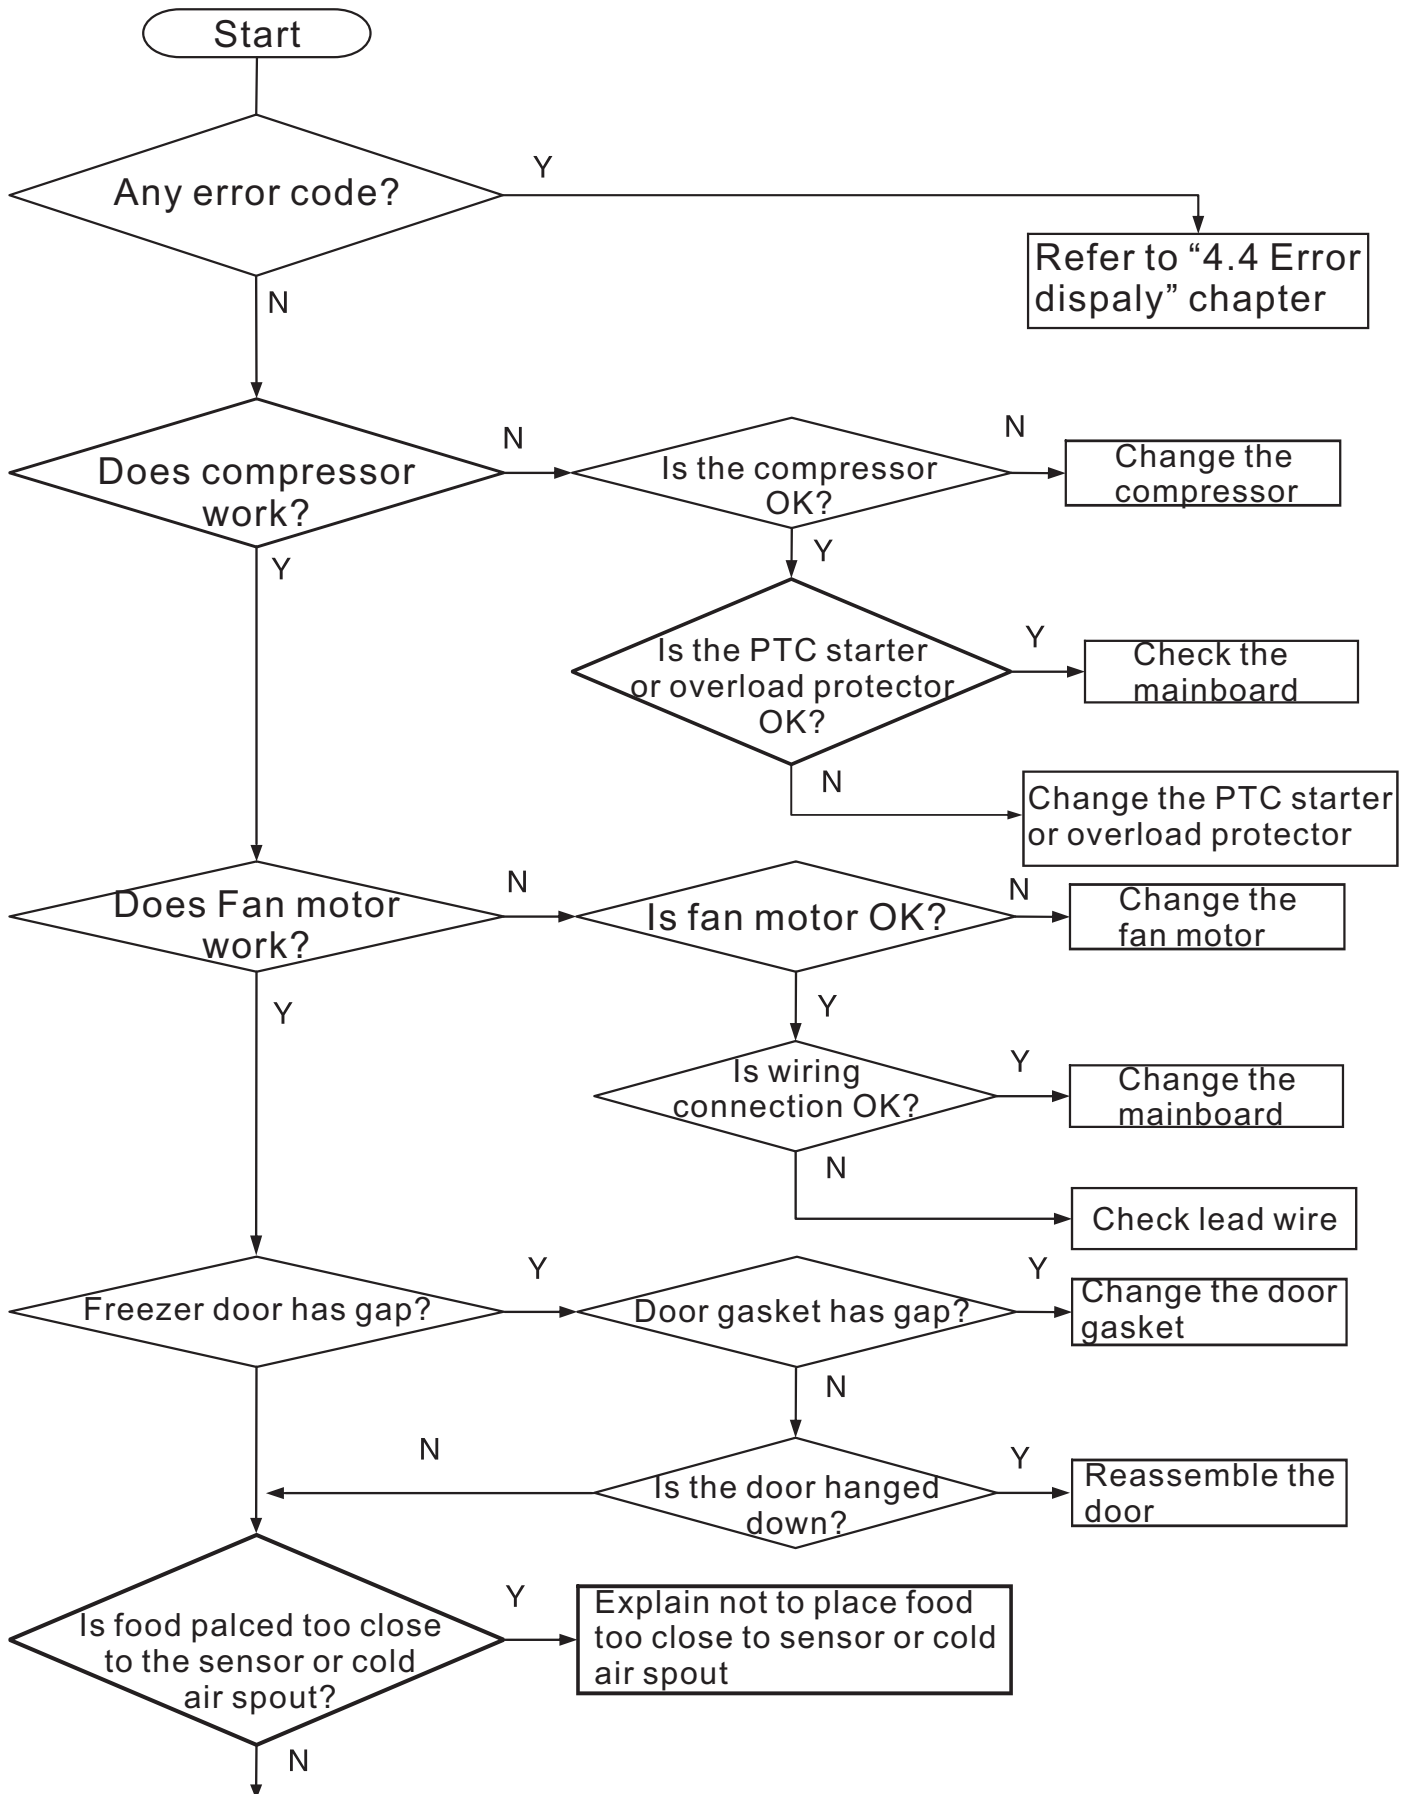 Start
Any error code?
Y
Refer to “4.4 Error
dispaly” chapter
N
Does compressor
work?
N
Is the compressor
OK?
N
Change the
compressor
Y
Y
Is the PTC starter
or overload protector
OK?
Y
Check the
mainboard
N
Change the PTC starter
or overload protector
Does Fan motor
work?
N
Is fan motor OK?
N
Change the
fan motor
Y
Y
Is wiring
connection OK?
Y
Change the
mainboard
N
Check lead wire
Freezer door has gap?
Y
Door gasket has gap?
Y
Change the door
gasket
N
N
Is the door hanged
down?
Y
Reassemble the
door
Is food palced too close
to the sensor or cold
air spout?
Y
Explain not to place food
too close to sensor or cold
air spout
N